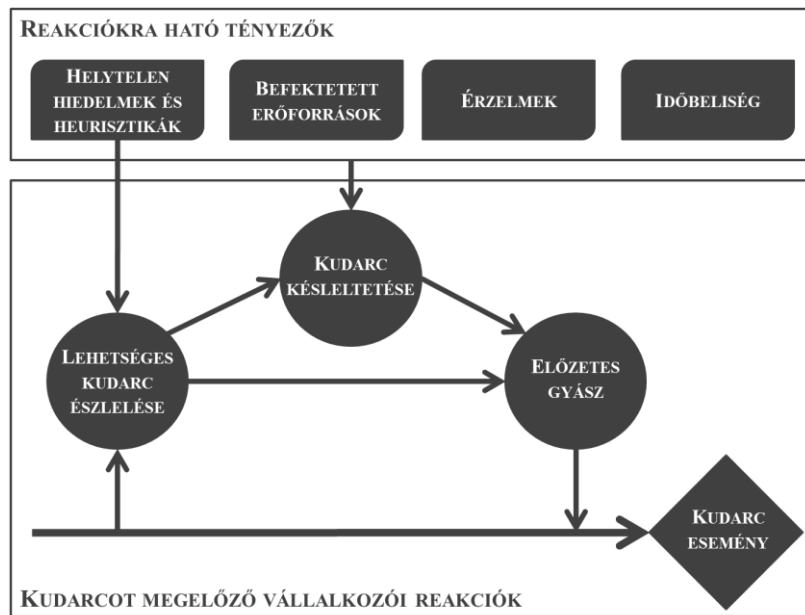 REAKCIÓKRA HATÓ TÉNYEZŐK
HELYTELEN
HIEDELMEK ÉS
HEURISZTIKÁK
BEFEKTETETT
ERŐFORRÁSOK
ÉRZELMEK
IDŐBELISÉG
KUDARC
KÉSLELTETÉSE
LEHETSÉGES
KUDARC
ÉSZLELÉSE
ELŐZETES
GYÁSZ
KUDARC
ESEMÉNY
KUDARCOT MEGELŐZŐ VÁLLALKOZÓI REAKCIÓK